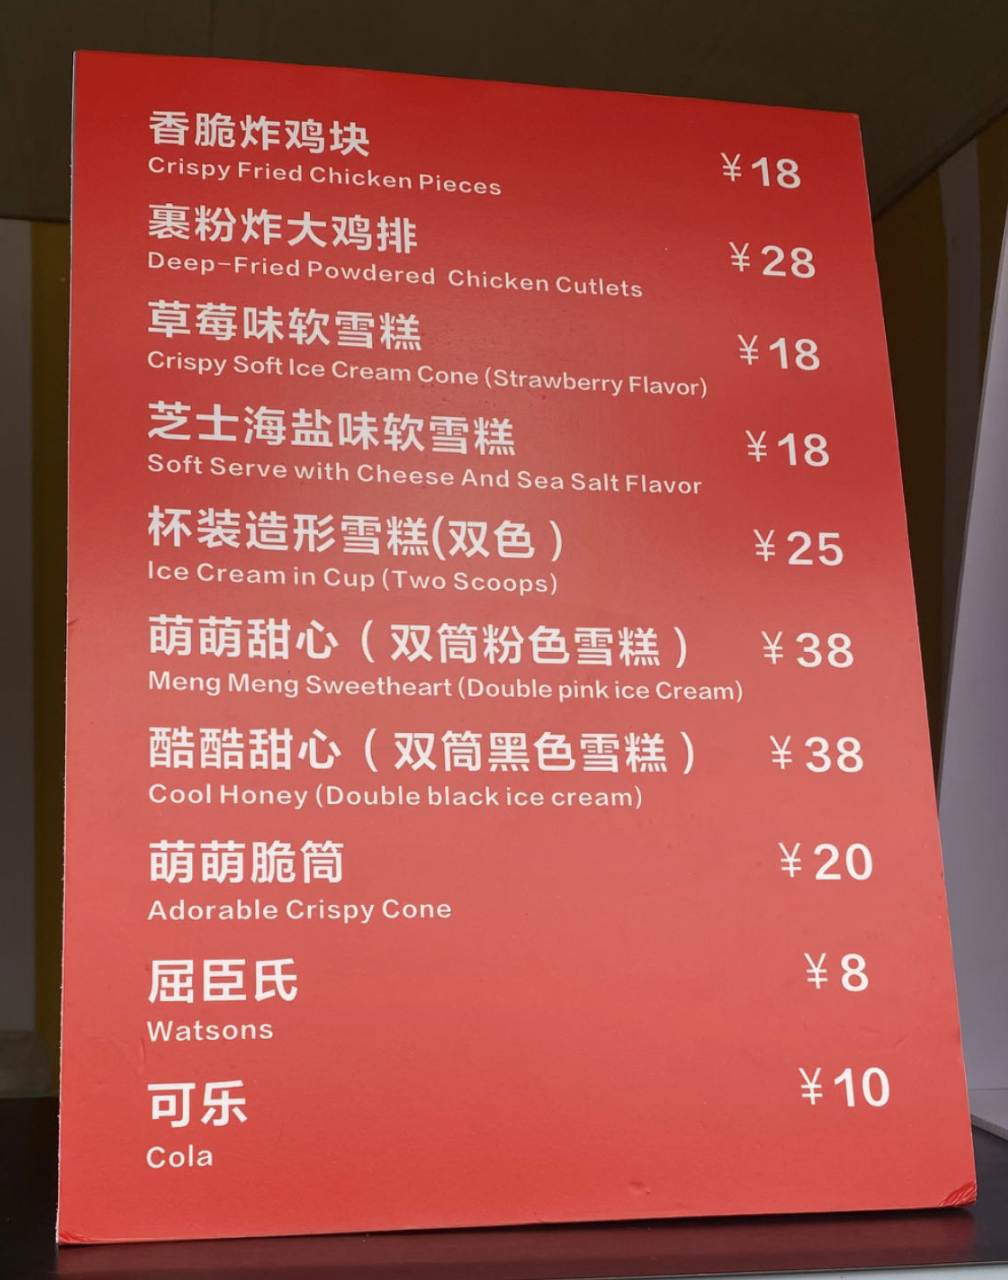 香脆炸鸡块
¥18
Crispy Fried Chicken Pieces
裹粉炸大鸡排
¥28
Deep-Fried Powdered Chicken Cutlets
草莓味软雪糕
¥18
Crispy Soft Ice Cream Cone (Strawberry Flavor)
芝士海盐味软雪糕
¥18
Soft Serve with Cheese And Sea Salt Flavor
杯装造形雪糕(双色)
¥25
Ice Cream in Cup (Two Scoops)
萌萌甜心(双筒粉色雪糕)
¥38
Meng Meng Sweetheart (Double pink ice Cream)
酷酷甜心(双筒黑色雪糕)
¥38
Cool Honey (Double black ice cream)
萌萌脆筒
¥20
Adorable Crispy Cone
屈臣氏
¥8
Watsons
可乐
¥10
Cola